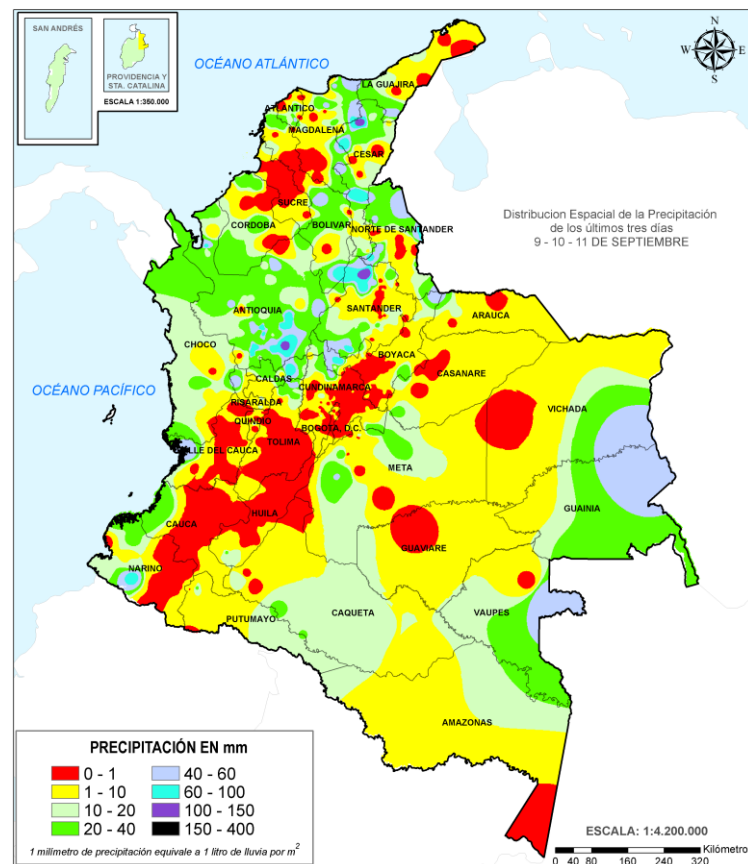 SAN ANDRÉS
PROVIDENCIA Y
STA. CATALINA
ESCALA 1:350.000
OCÉANO ATLÁNTICO
N
W E
S
LA GUAJIRA
ATLÁNTICO
MAGDALENA
CESAR
SUCRE
CORDOBA
BOLIVAR
NORTE DE SANTANDER
Distribucion Espacial de la Precipitación
de los últimos tres días
9 - 10 - 11 DE SEPTIEMBRE
ANTIOQUIA
SANTANDER
ARAUCA
CHOCO
BOYACA
CASANARE
OCÉANO PACÍFICO
CALDAS
CUNDINAMARCA
RISARALDA
VICHADA
QUINDIO
BOGOTA, D.C.
TOLIMA
VALLE DEL CAUCA
META
GUAINIA
CAUCA
HUILA
GUAVIARE
NARIÑO
PUTUMAYO
CAQUETA
VAUPES
AMAZONAS
PRECIPITACIÓN EN mm
0 - 1 40 - 60
1 - 10 60 - 100
10 - 20 100 - 150
20 - 40 150 - 400
1 milímetro de precipitación equivale a 1 litro de lluvia por m²
ESCALA: 1:4.200.000
Kilómetro
0 40 80 160 240 320